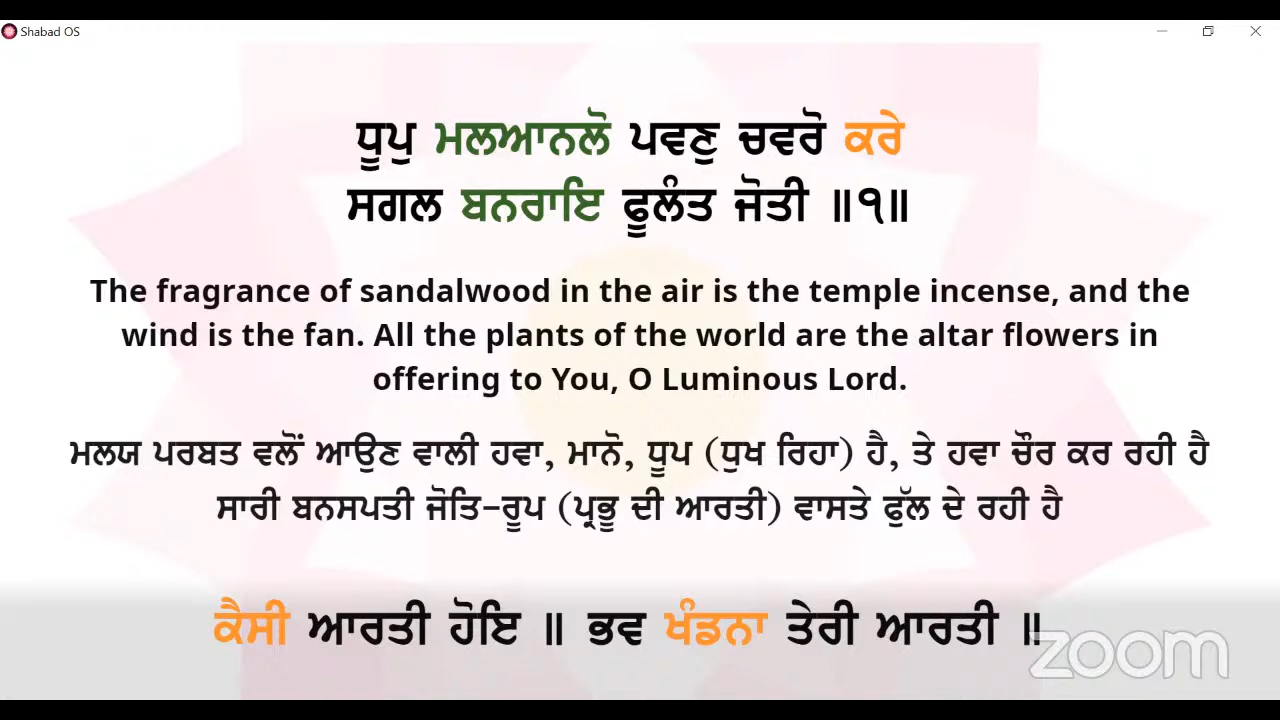 Shabad OS
ਧੂਪੁ ਮਲਆਨਲੋ ਪਵਣੁ ਚਵਰੋ ਕਰੇ
ਸਗਲ ਬਨਰਾਇ ਫੂਲੰਤ ਜੋਤੀ ॥੧॥
The fragrance of sandalwood in the air is the temple incense, and the
wind is the fan. All the plants of the world are the altar flowers in
offering to You, O Luminous Lord.
ਮਲਯ ਪਰਬਤ ਵਲੋਂ ਆਉਣ ਵਾਲੀ ਹਵਾ, ਮਾਨੋ, ਧੂਪ (ਧੁਖ ਰਿਹਾ) ਹੈ, ਤੇ ਹਵਾ ਚੌਰ ਕਰ ਰਹੀ ਹੈ
ਸਾਰੀ ਬਨਸਪਤੀ ਜੋਤਿ-ਰੂਪ (ਪ੍ਰਭੂ ਦੀ ਆਰਤੀ) ਵਾਸਤੇ ਫੁੱਲ ਦੇ ਰਹੀ ਹੈ
ਕੈਸੀ ਆਰਤੀ ਹੋਇ ॥ ਭਵ ਖੰਡਨਾ ਤੇਰੀ ਆਰਤੀ ॥
zoom